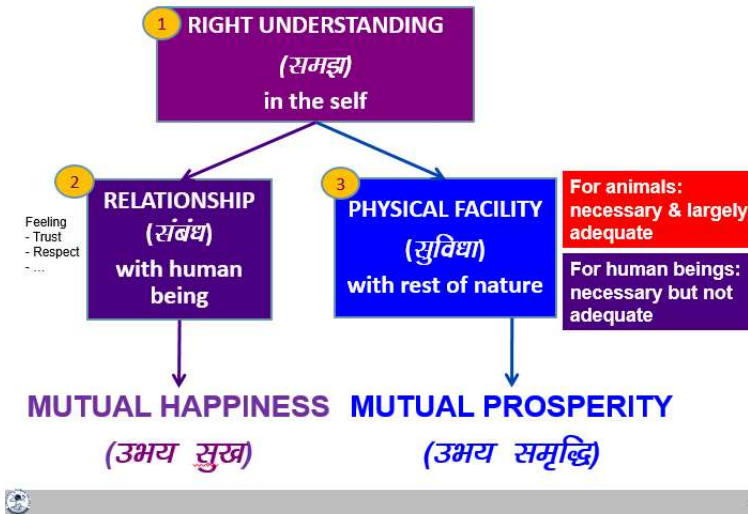 1
RIGHT UNDERSTANDING
(समझ)
in the self
2
RELATIONSHIP
(संबंध)
with human
being
Feeling
- Trust
- Respect
- ...
3
PHYSICAL FACILITY
(सुविधा)
with rest of nature
For animals:
necessary & largely
adequate
For human beings:
necessary but not
adequate
MUTUAL HAPPINESS
(उभय सुख)
MUTUAL PROSPERITY
(उभय समृद्धि)